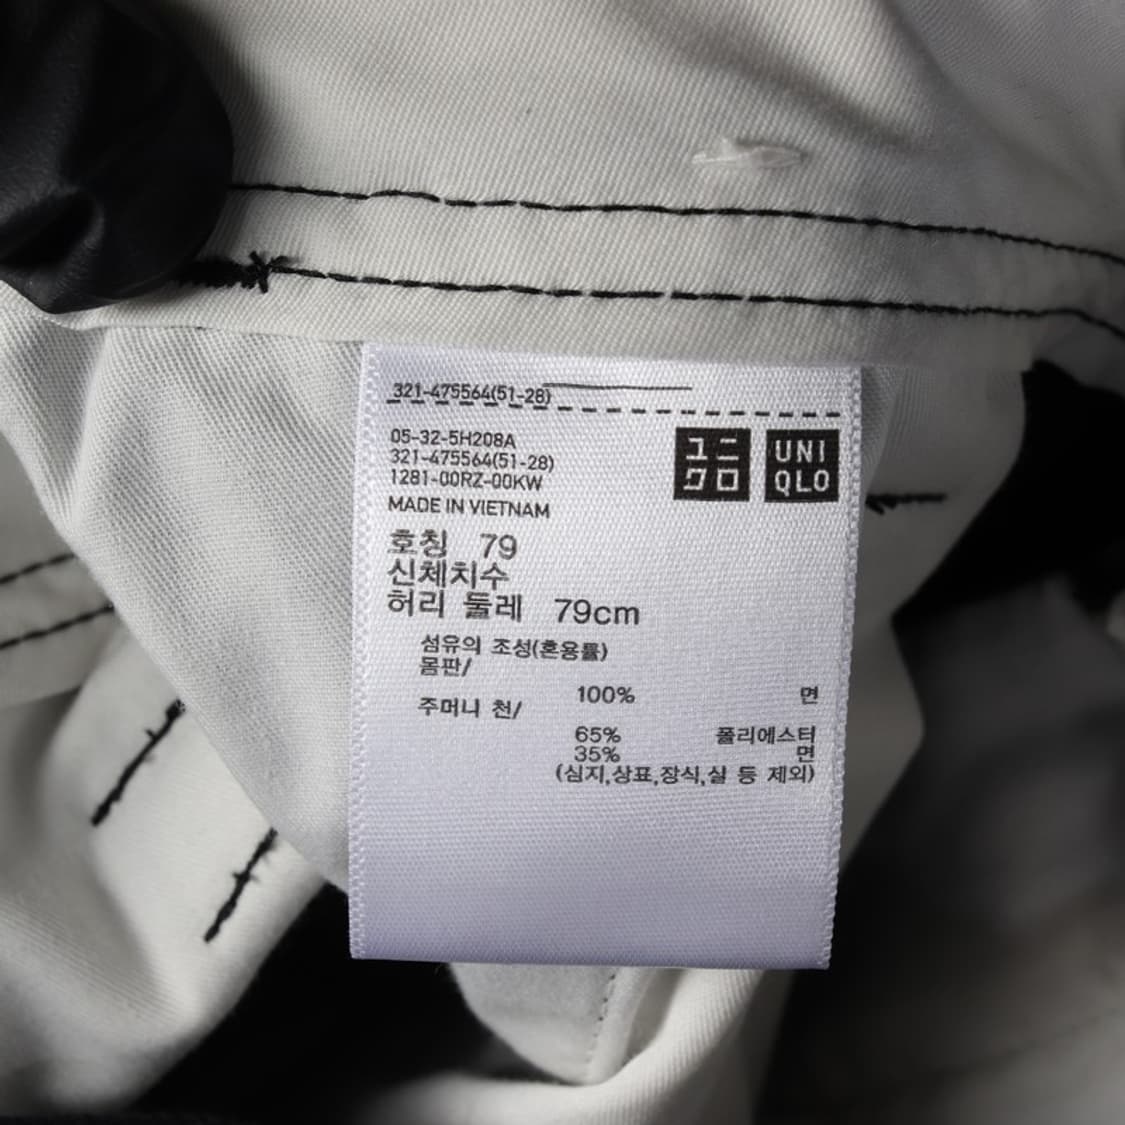 321-475564(51-28)
05-32-5H208A
321-475564(51-28)
1281-00RZ-00KW
MADE IN VIETNAM
ユニ
クロ
UNI
QLO
호칭 79
신체치수
허리 둘레 79cm
섬유의 조성(혼용률)
몸판/
100% 면
주머니 천/
65% 폴리에스터
35% 면
(심지,상표,장식,실 등 제외)